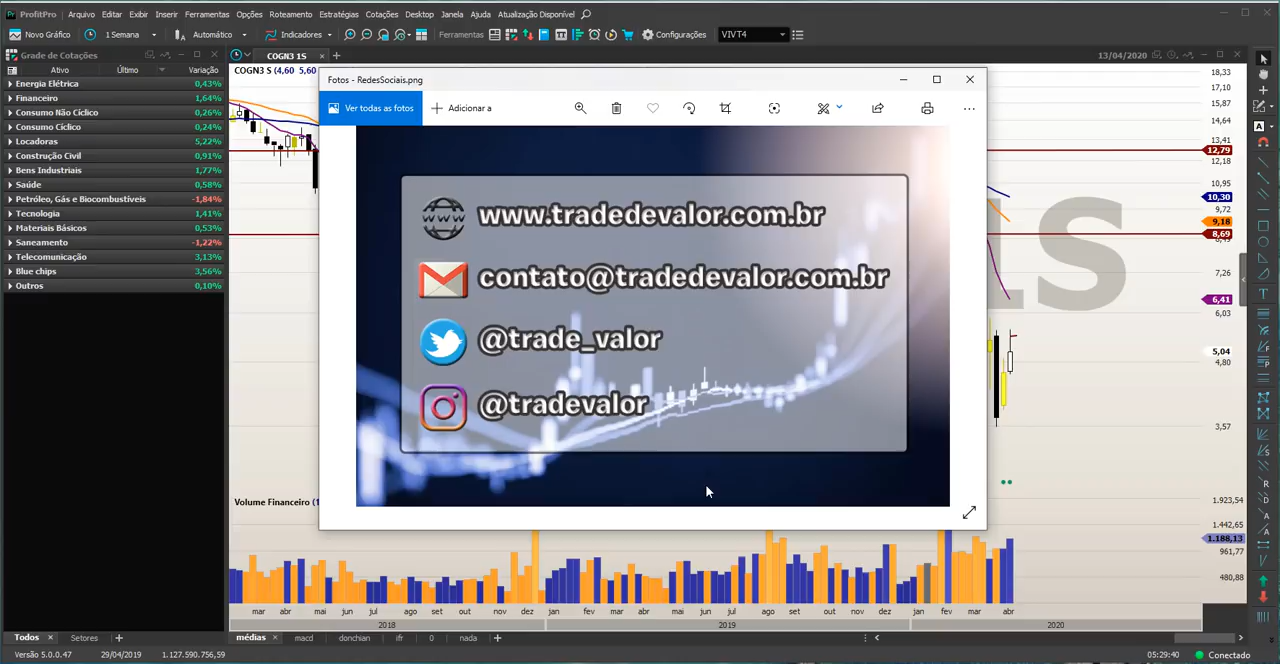 ProfitPro Arquivo Editar Exibir Inserir Ferramentas Opções Roteamento Estratégias Cotações Desktop Janela Ajuda Atualização Disponível
Novo Gráfico 1 Semana Automático Indicadores Ferramentas Configurações VIVT4
Grade de Cotações
COGN3 1S
13/04/2020
Ativo Último Variação
Energia Elétrica 0,43%
Financeiro 1,64%
Consumo Não Cíclico 0,26%
Consumo Cíclico 0,24%
Locadoras 5,22%
Construção Civil 0,91%
Bens Industriais 1,77%
Saúde 0,58%
Petróleo, Gás e Biocombustíveis -1,84%
Tecnologia 1,41%
Materiais Básicos 0,53%
Saneamento -1,22%
Telecomunicação 3,13%
Blue chips 3,56%
Outros 0,10%
COGN3 S (4,60 5,60
Fotos - RedesSociais.png
Ver todas as fotos Adicionar a
www.tradedevalor.com.br
contato@tradedevalor.com.br
@trade_valor
@tradevalor
S
18,33
17,10
15,87
14,64
13,41
12,79
12,18
10,95
10,30
9,72
9,18
8,69
7,26
6,41
6,03
5,04
4,80
3,57
Volume Financeiro (1
1.923,54
1.442,65
1.188,13
961,77
480,88
mar abr mai jun jul ago set out nov dez jan fev mar abr mai jun jul ago set out nov dez jan fev mar abr
2018 2019 2020
Todos Setores
médias macd donchian ifr 0 nada
Versão 5.0.0.47 29/04/2019 1.127.590.756,59 05:29:40 Conectado